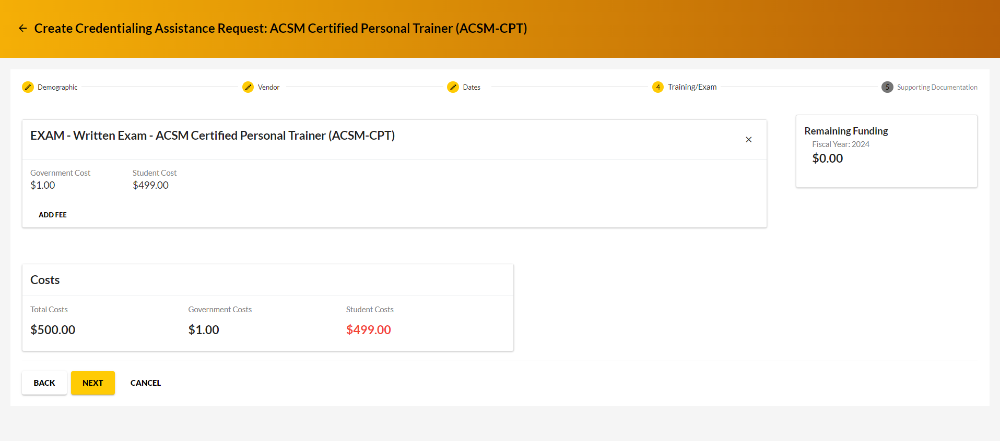 Create Credentialing Assistance Request: ACSM Certified Personal Trainer (ACSM-CPT)
Demographic
Vendor
Dates
4 Training/Exam
5 Supporting Documentation
EXAM - Written Exam - ACSM Certified Personal Trainer (ACSM-CPT)
Government Cost
$1.00
Student Cost
$499.00
ADD FEE
Remaining Funding
Fiscal Year: 2024
$0.00
Costs
Total Costs
$500.00
Government Costs
$1.00
Student Costs
$499.00
BACK
NEXT
CANCEL